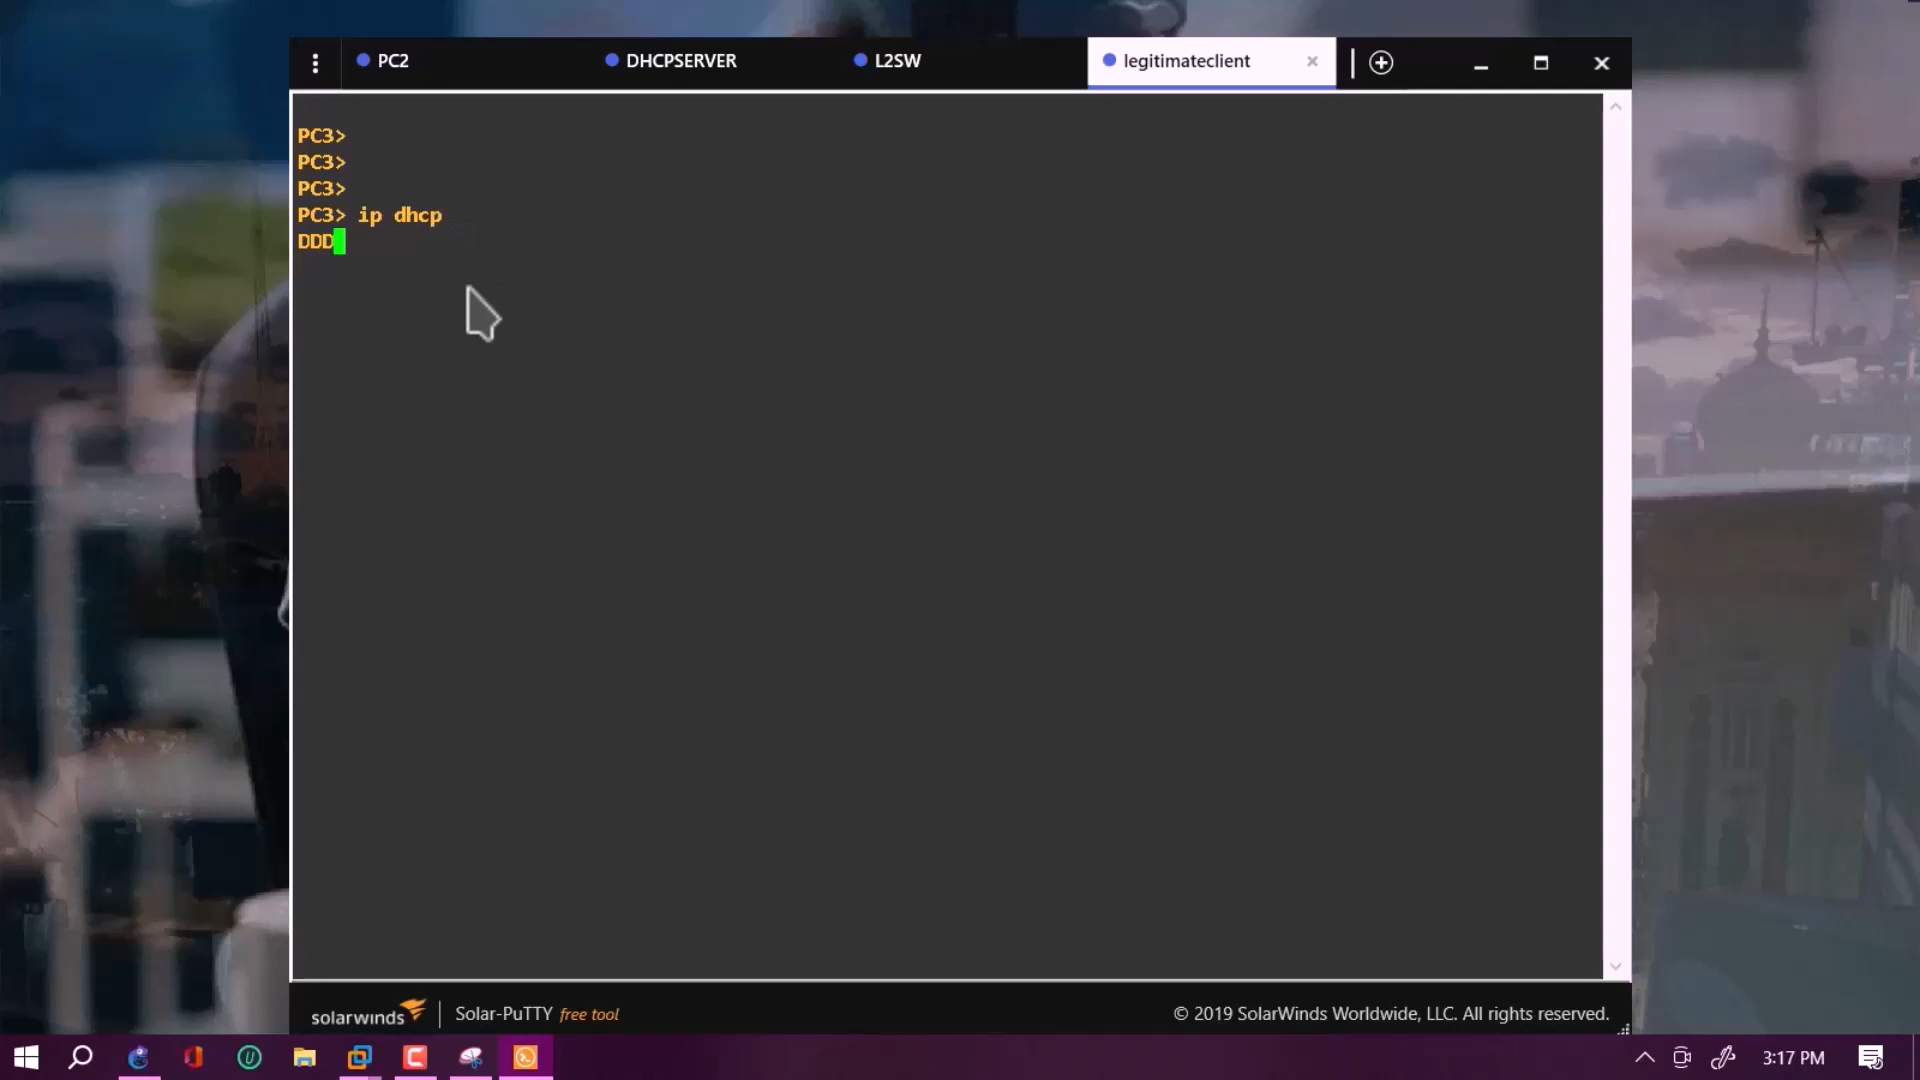 PC2
DHCPSERVER
L2SW
legitimateclient
PC3>
PC3>
PC3>
PC3> ip dhcp
DDD
solarwinds
Solar-PuTTY free tool
© 2019 SolarWinds Worldwide, LLC. All rights reserved.
3:17 PM